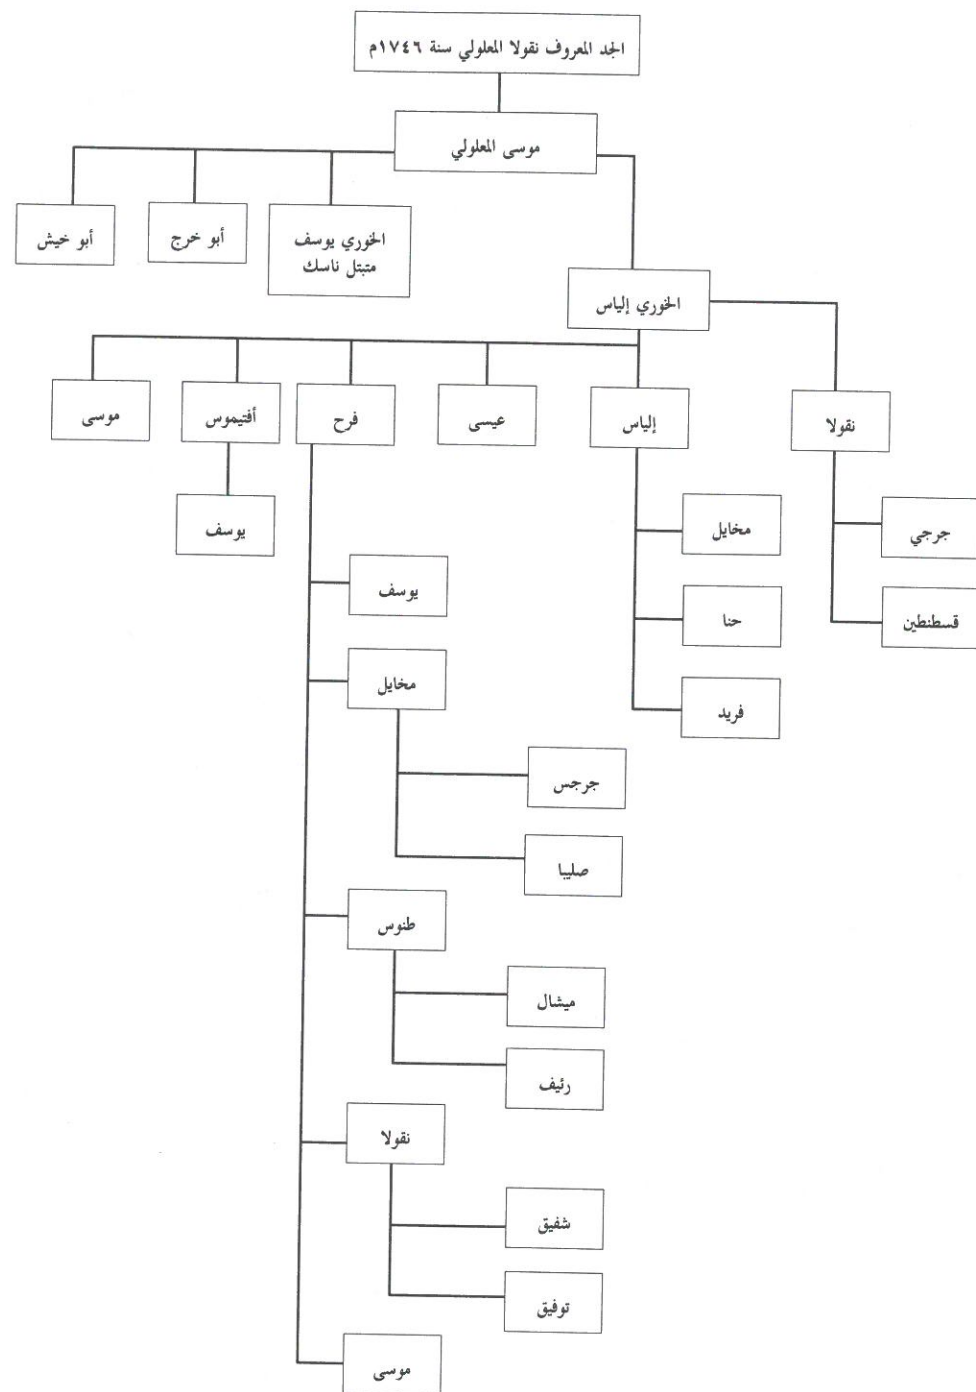 الجد المعروف نقولا المعلولي سنة ١٧٤٦م
موسى المعلولي
الخوري يوسف
متبتل ناسك
أبو خرج
أبو خيش
الخوري إلياس
نقولا
إلياس
عيسى
فرح
أفتيموس
موسى
جرجي
قسطنطين
مخايل
حنا
فريد
يوسف
يوسف
مخايل
جرجس
صليبا
طنوس
ميشال
رئيف
نقولا
شفيق
توفيق
موسى